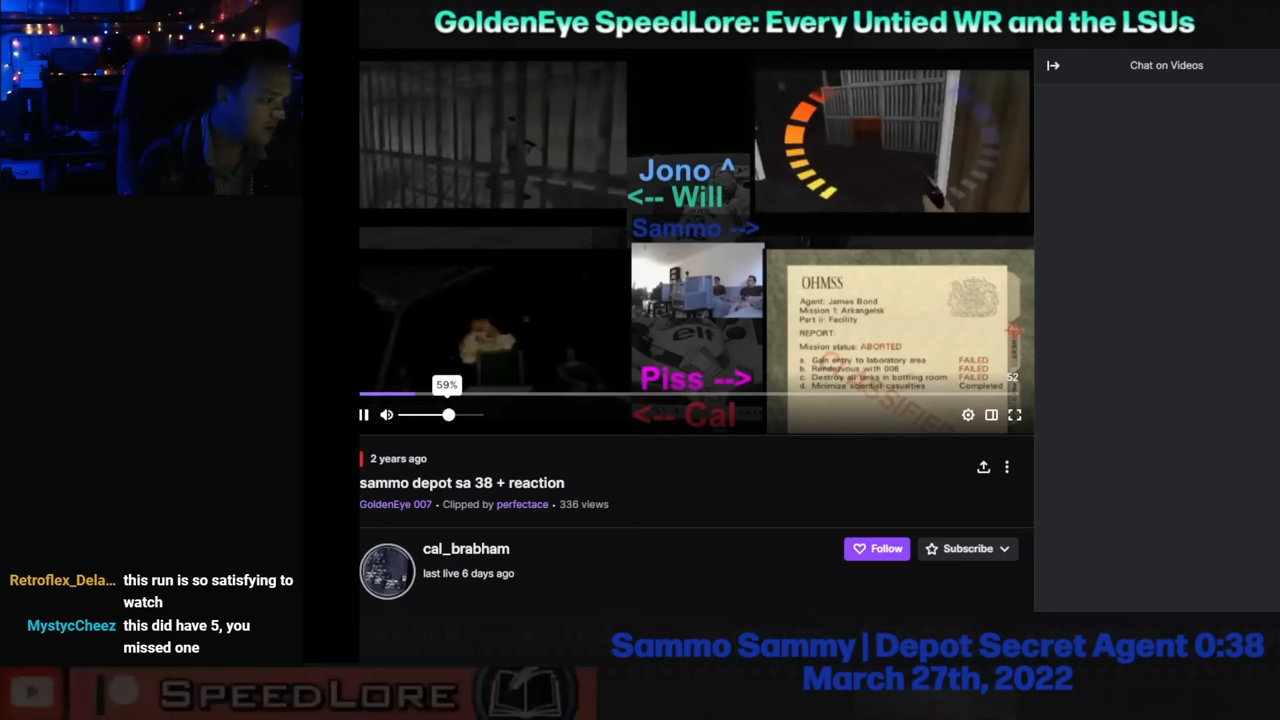 GoldenEye SpeedLore: Every Untied WR and the LSUs
Chat on Videos
Jono ^
<-- Will
Sammo -->
elf
Piss -->
<-- Cal
OHMSS
Agent: James Bond
Mission 1: Arkangelsk
Part ii: Facility
REPORT:
Mission status: ABORTED
a. Gain entry to laboratory area FAILED
b. Rendezvous with 006 FAILED
c. Destroy all tanks in bottling room FAILED
d. Minimize scientist casualties Completed
CLASSIFIED
52
59%
2 years ago
sammo depot sa 38 + reaction
GoldenEye 007 • Clipped by perfectace • 336 views
cal_brabham
last live 6 days ago
Follow
Subscribe
Retroflex_Dela... this run is so satisfying to
watch
MystycCheez this did have 5, you
missed one
Sammo Sammy | Depot Secret Agent 0:38
March 27th, 2022
SPEEDLORE